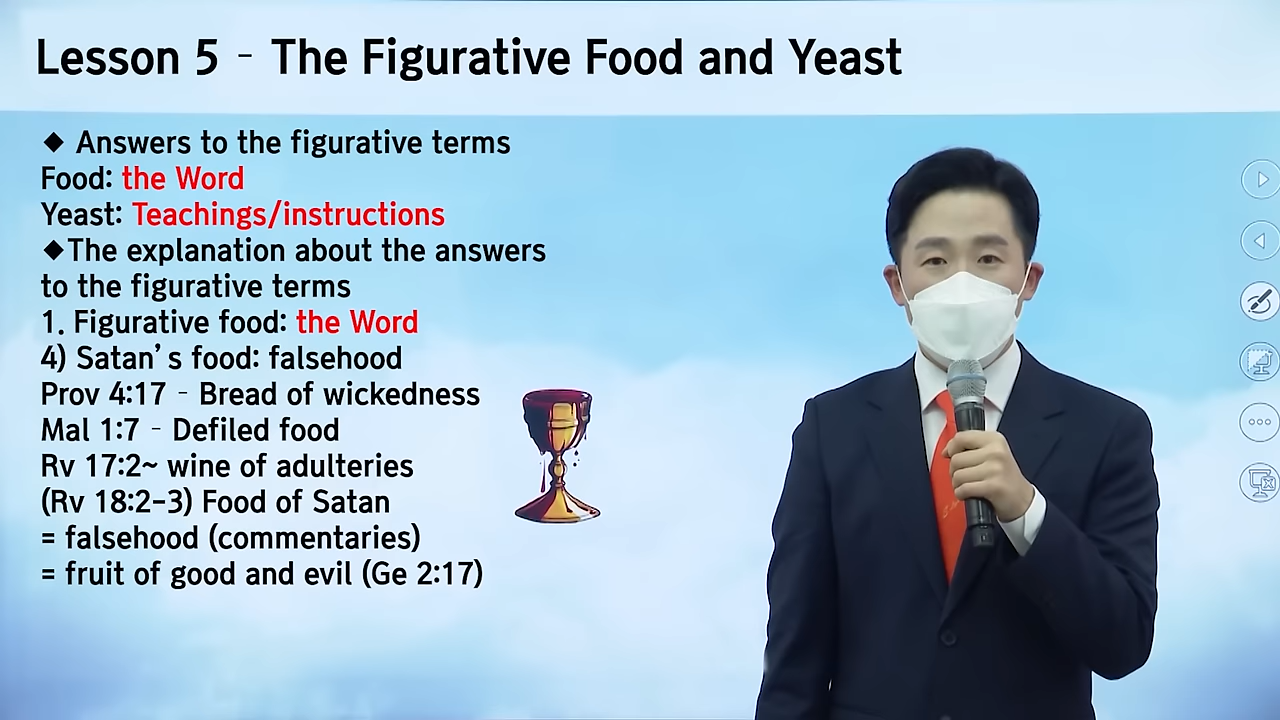 Lesson 5 - The Figurative Food and Yeast
◆ Answers to the figurative terms
Food: the Word
Yeast: Teachings/instructions
◆The explanation about the answers
to the figurative terms
1. Figurative food: the Word
4) Satan's food: falsehood
Prov 4:17 - Bread of wickedness
Mal 1:7 - Defiled food
Rv 17:2~ wine of adulteries
(Rv 18:2-3) Food of Satan
= falsehood (commentaries)
= fruit of good and evil (Ge 2:17)